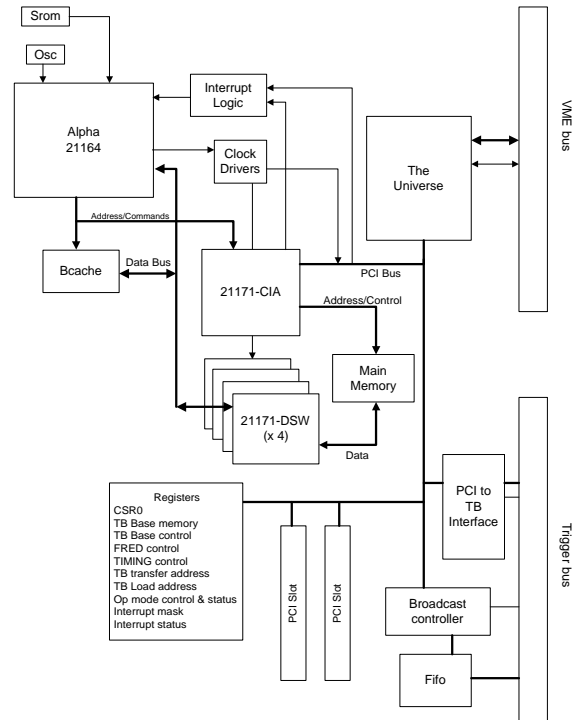 Srom
Osc
Alpha
21164
Interrupt
Logic
Clock
Drivers
The
Universe
VME bus
Address/Commands
Bcache
Data Bus
21171-CIA
PCI Bus
Address/Control
Main
Memory
21171-DSW
(x 4)
Data
Registers
CSR0
TB Base memory
TB Base control
FRED control
TIMING control
TB transfer address
TB Load address
Op mode control & status
Interrupt mask
Interrupt status
PCI Slot
PCI Slot
PCI to
TB
Interface
Trigger bus
Broadcast
controller
Fifo